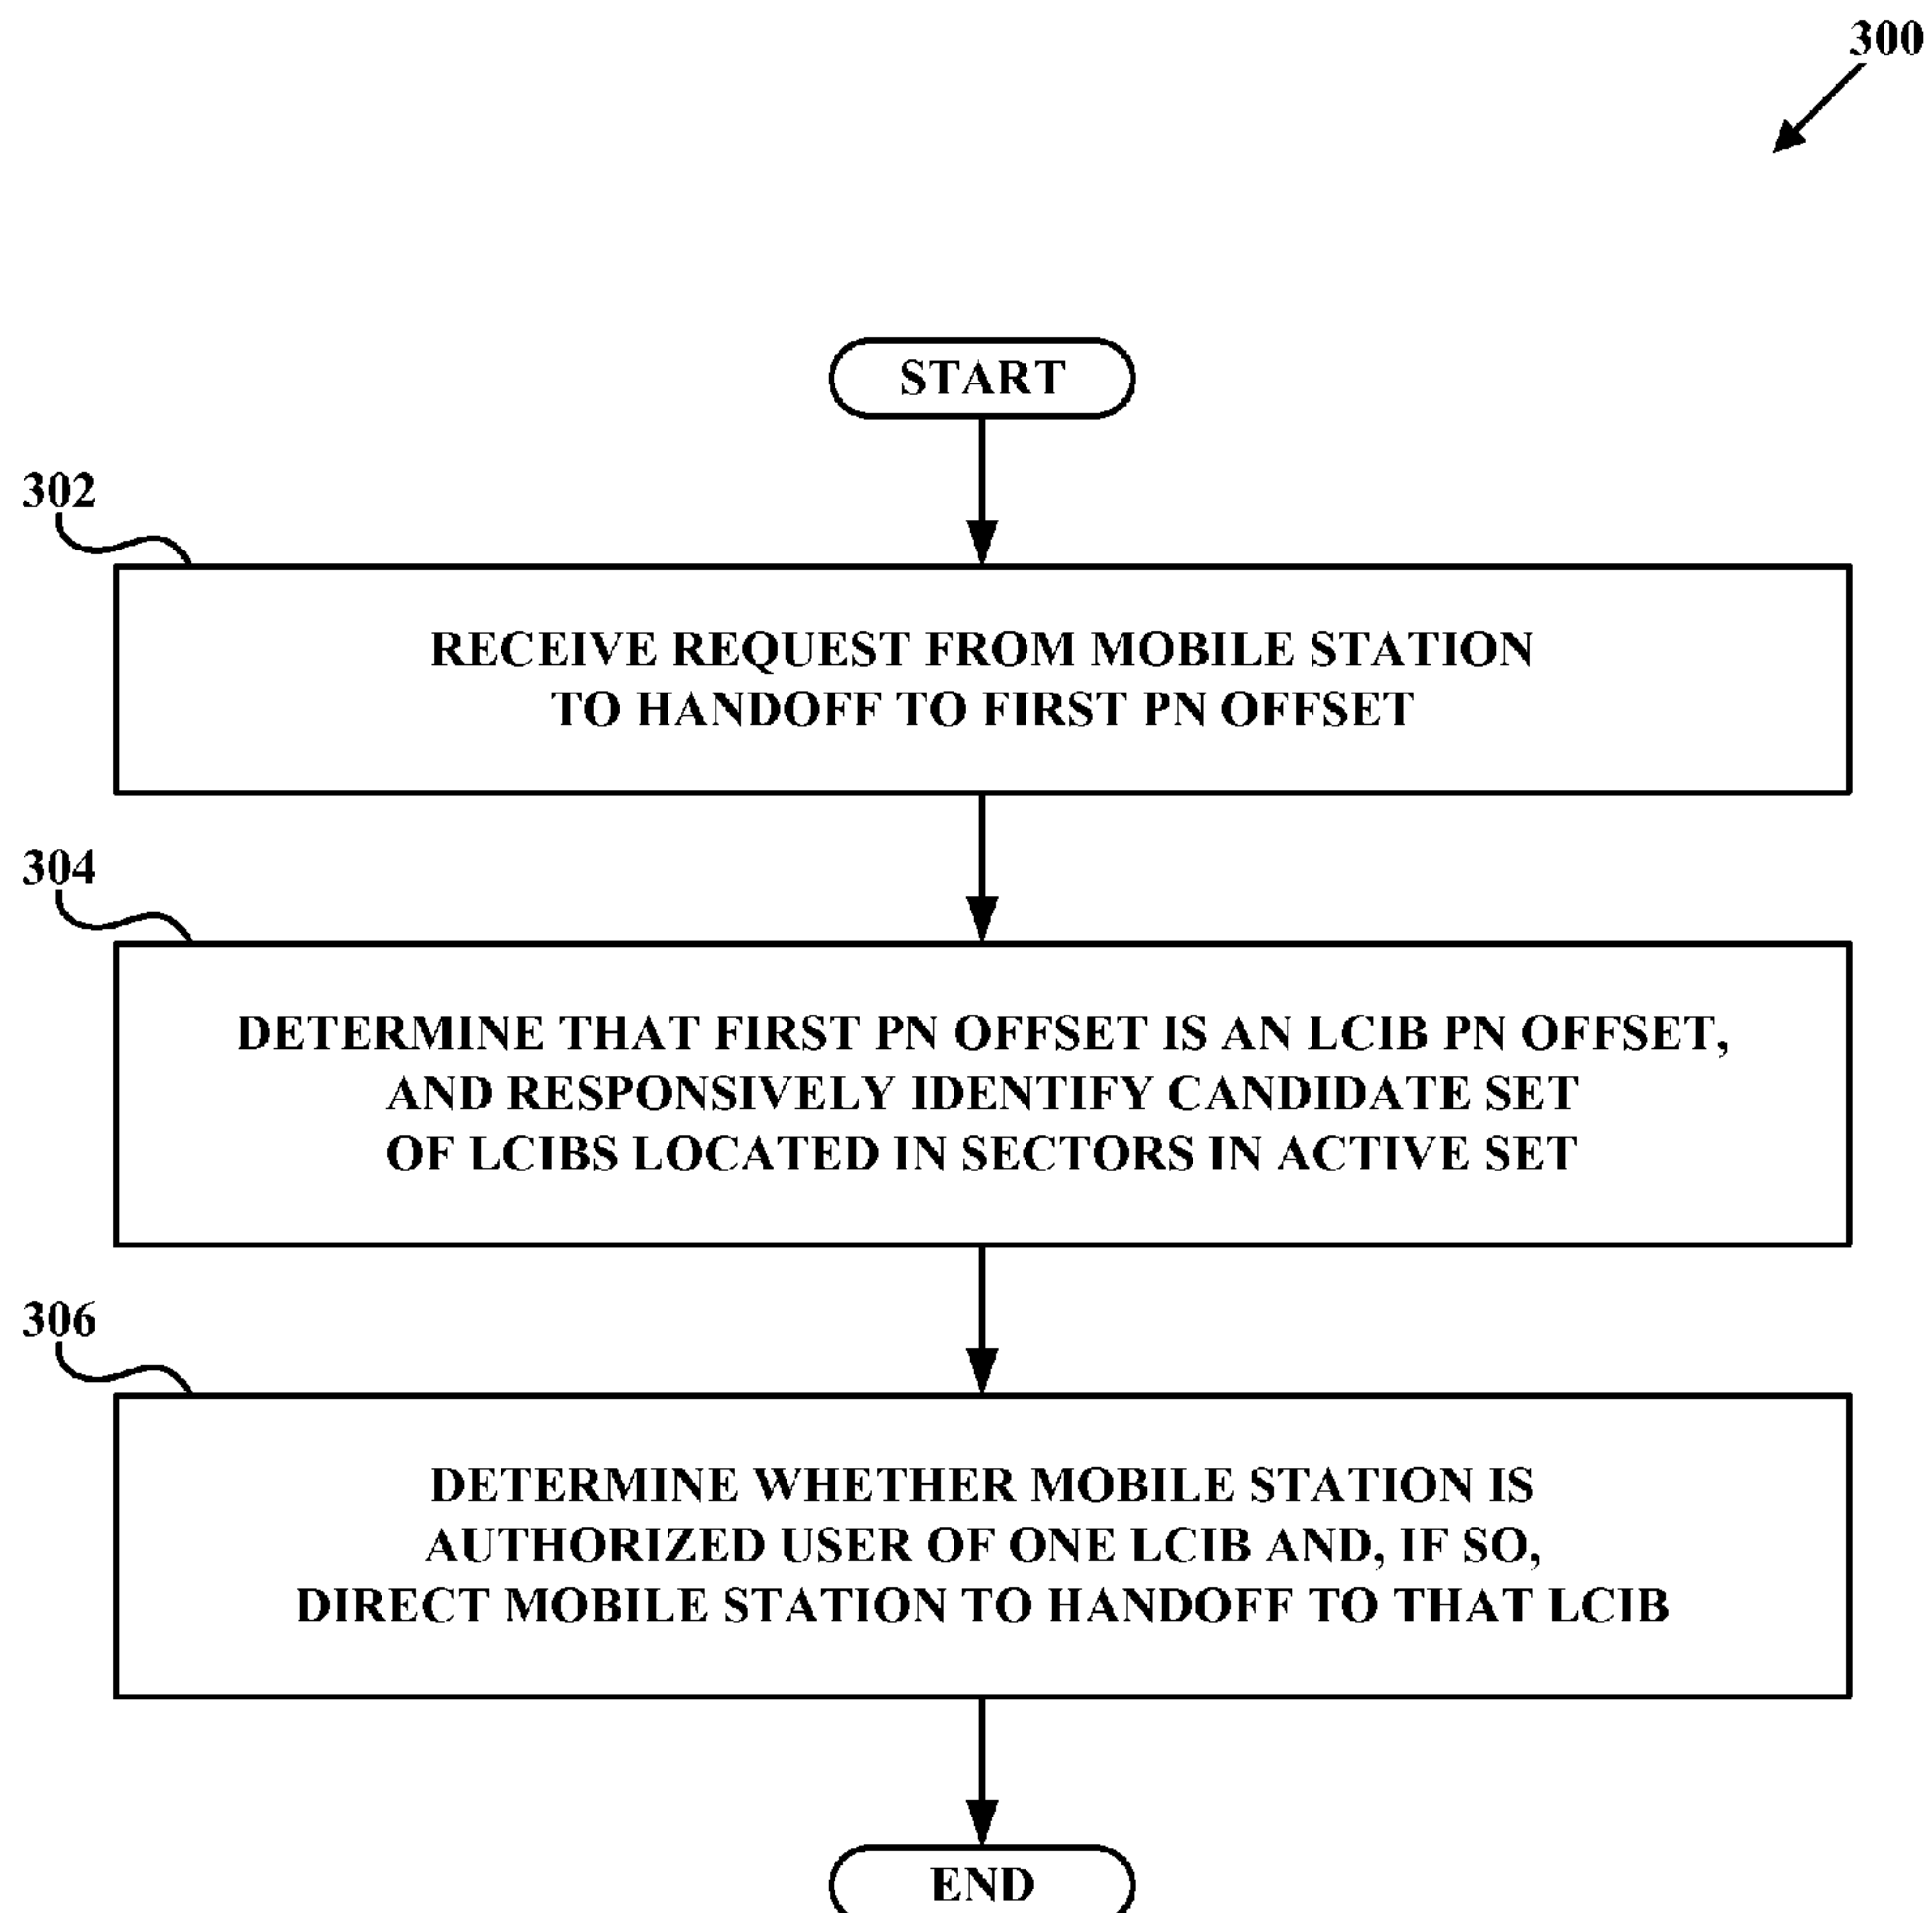 300
START
302
RECEIVE REQUEST FROM MOBILE STATION
TO HANDOFF TO FIRST PN OFFSET
304
DETERMINE THAT FIRST PN OFFSET IS AN LCIB PN OFFSET,
AND RESPONSIVELY IDENTIFY CANDIDATE SET
OF LCIBS LOCATED IN SECTORS IN ACTIVE SET
306
DETERMINE WHETHER MOBILE STATION IS
AUTHORIZED USER OF ONE LCIB AND, IF SO,
DIRECT MOBILE STATION TO HANDOFF TO THAT LCIB
END